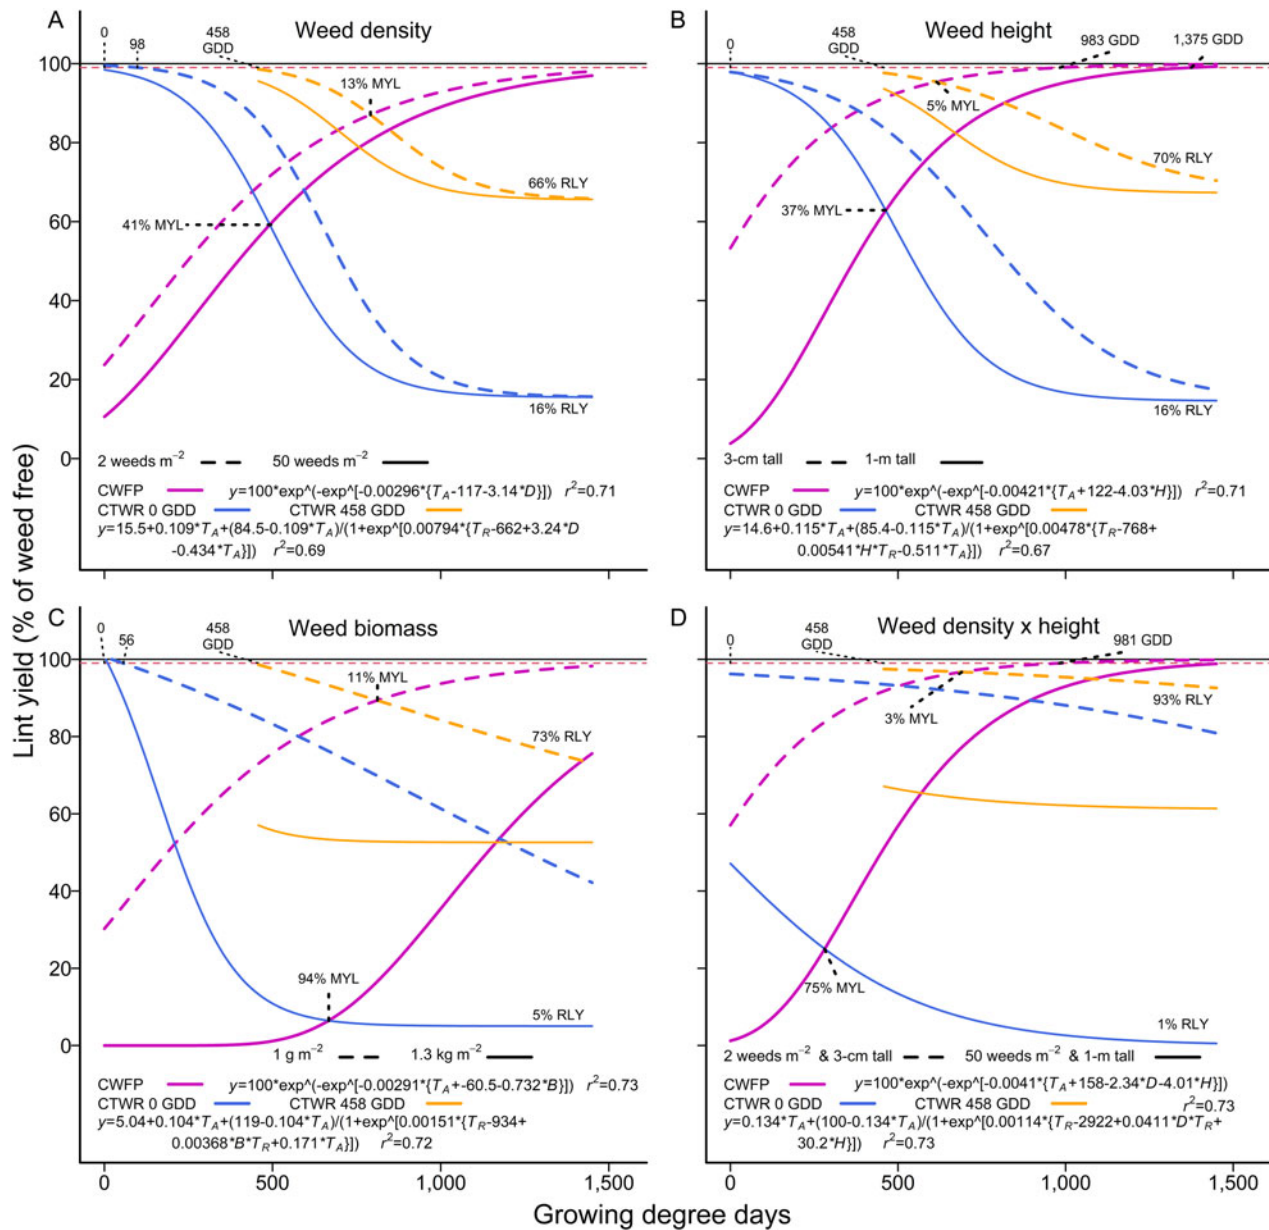 A
Weed density
0
98
458
GDD
13% MYL
41% MYL
66% RLY
16% RLY
100
80
60
40
20
0
2 weeds m⁻²
50 weeds m⁻²
CWFP y=100*exp^(-exp^[-0.00296*{T_A-117-3.14*D}]) r²=0.71
CTWR 0 GDD CTWR 458 GDD
y=15.5+0.109*T_A+(84.5-0.109*T_A)/(1+exp^[0.00794*{T_R-662+3.24*D
-0.434*T_A}]) r²=0.69
B
Weed height
0
458
GDD
983 GDD
1,375 GDD
5% MYL
37% MYL
70% RLY
16% RLY
3-cm tall
1-m tall
CWFP y=100*exp^(-exp^[-0.00421*{T_A+122-4.03*H}]) r²=0.71
CTWR 0 GDD CTWR 458 GDD
y=14.6+0.115*T_A+(85.4-0.115*T_A)/(1+exp^[0.00478*{T_R-768+
0.00541*H*T_R-0.511*T_A}]) r²=0.67
0
500
1,000
1,500
0
500
1,000
1,500
C
Weed biomass
0
56
458
GDD
11% MYL
94% MYL
73% RLY
5% RLY
100
80
60
40
20
0
1 g m⁻²
1.3 kg m⁻²
CWFP y=100*exp^(-exp^[-0.00291*{T_A+-60.5-0.732*B}]) r²=0.73
CTWR 0 GDD CTWR 458 GDD
y=5.04+0.104*T_A+(119-0.104*T_A)/(1+exp^[0.00151*{T_R-934+
0.00368*B*T_R+0.171*T_A}]) r²=0.72
D
Weed density x height
0
458
GDD
981 GDD
3% MYL
75% MYL
93% RLY
1% RLY
2 weeds m⁻² & 3-cm tall
50 weeds m⁻² & 1-m tall
CWFP y=100*exp^(-exp^[-0.0041*{T_A+158-2.34*D-4.01*H}])
CTWR 0 GDD CTWR 458 GDD r²=0.73
y=0.134*T_A+(100-0.134*T_A)/(1+exp^[0.00114*{T_R-2922+0.0411*D*T_R+
30.2*H}]) r²=0.73
0
500
1,000
1,500
0
500
1,000
1,500
Lint yield (% of weed free)
Growing degree days